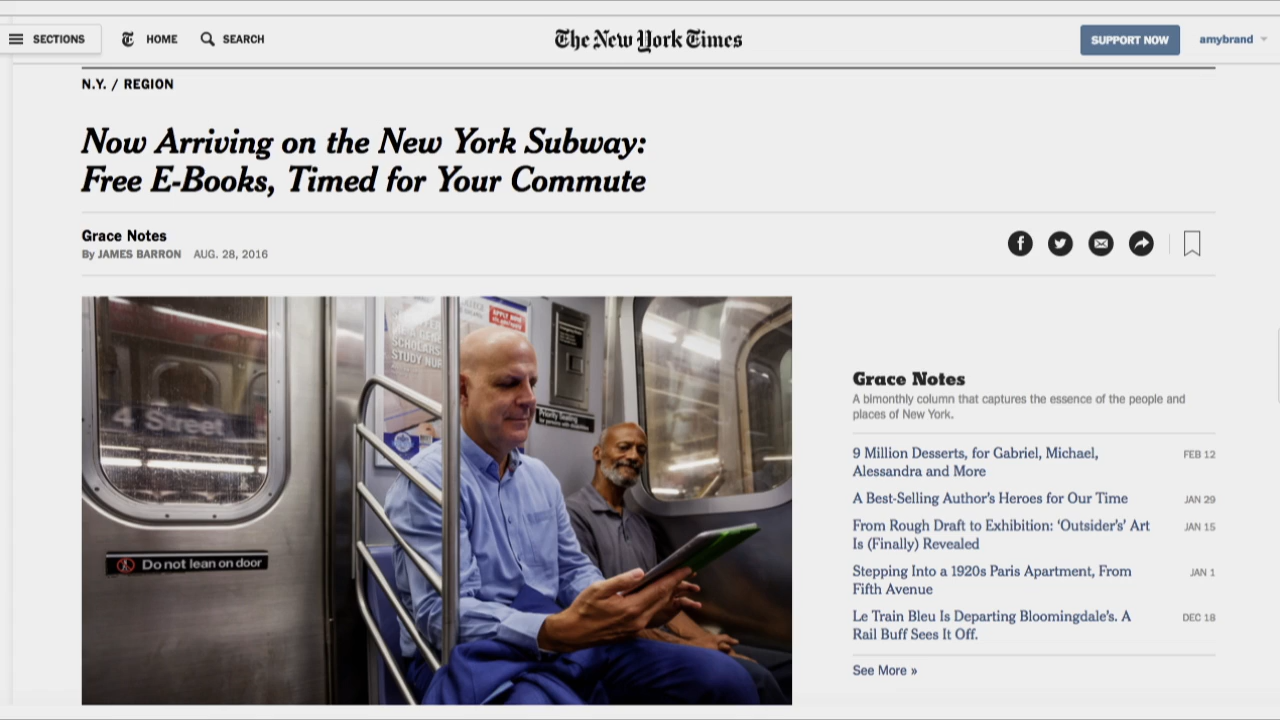 SECTIONS
HOME
SEARCH
The New York Times
SUPPORT NOW
amybrand
N.Y. / REGION
Now Arriving on the New York Subway:
Free E-Books, Timed for Your Commute
Grace Notes
By JAMES BARRON AUG. 28, 2016
APPLY NOW
SCHOLARS
4 Street
Priority Seating
Do not lean on door
Grace Notes
A bimonthly column that captures the essence of the people and
places of New York.
9 Million Desserts, for Gabriel, Michael,
Alessandra and More
FEB 12
A Best-Selling Author's Heroes for Our Time
JAN 29
From Rough Draft to Exhibition: 'Outsider's' Art
Is (Finally) Revealed
JAN 15
Stepping Into a 1920s Paris Apartment, From
Fifth Avenue
JAN 1
Le Train Bleu Is Departing Bloomingdale's. A
Rail Buff Sees It Off.
DEC 18
See More »